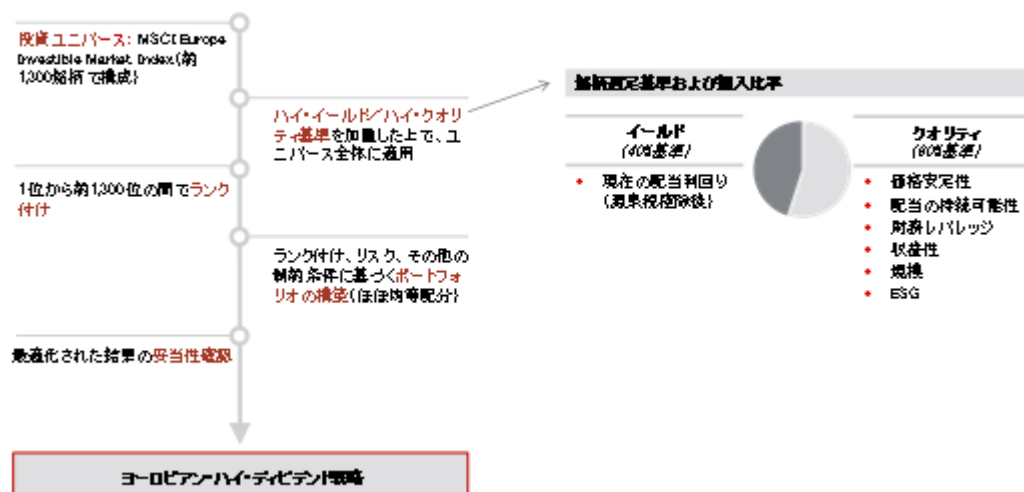 投資ユニバース: MSCI Europe
Investible Market Index(約
1,300銘柄で構成)
ハイ・イールド/ハイ・クオリ
ティ基準を加重した上で、ユ
ニバース全体に適用
1位から約1,300位の間でランク
付け
ランク付け、リスク、その他の
制約条件に基づくポートフォ
リオの構築(ほぼ均等配分)
最適化された結果の妥当性確認
ヨーロピアン・ハイ・ディビデンド戦略
銘柄選定基準および組入比率
イールド
(40%基準)
• 現在の配当利回り
(源泉税控除後)
クオリティ
(60%基準)
• 価格安定性
• 配当の持続可能性
• 財務レバレッジ
• 収益性
• 規模
• ESG